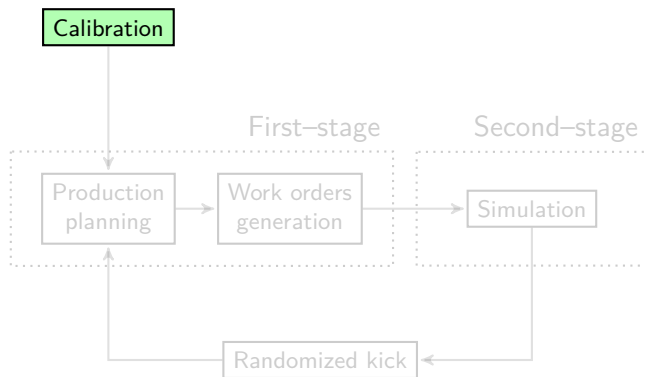 Calibration
First–stage
Second–stage
Production
planning
Work orders
generation
Simulation
Randomized kick